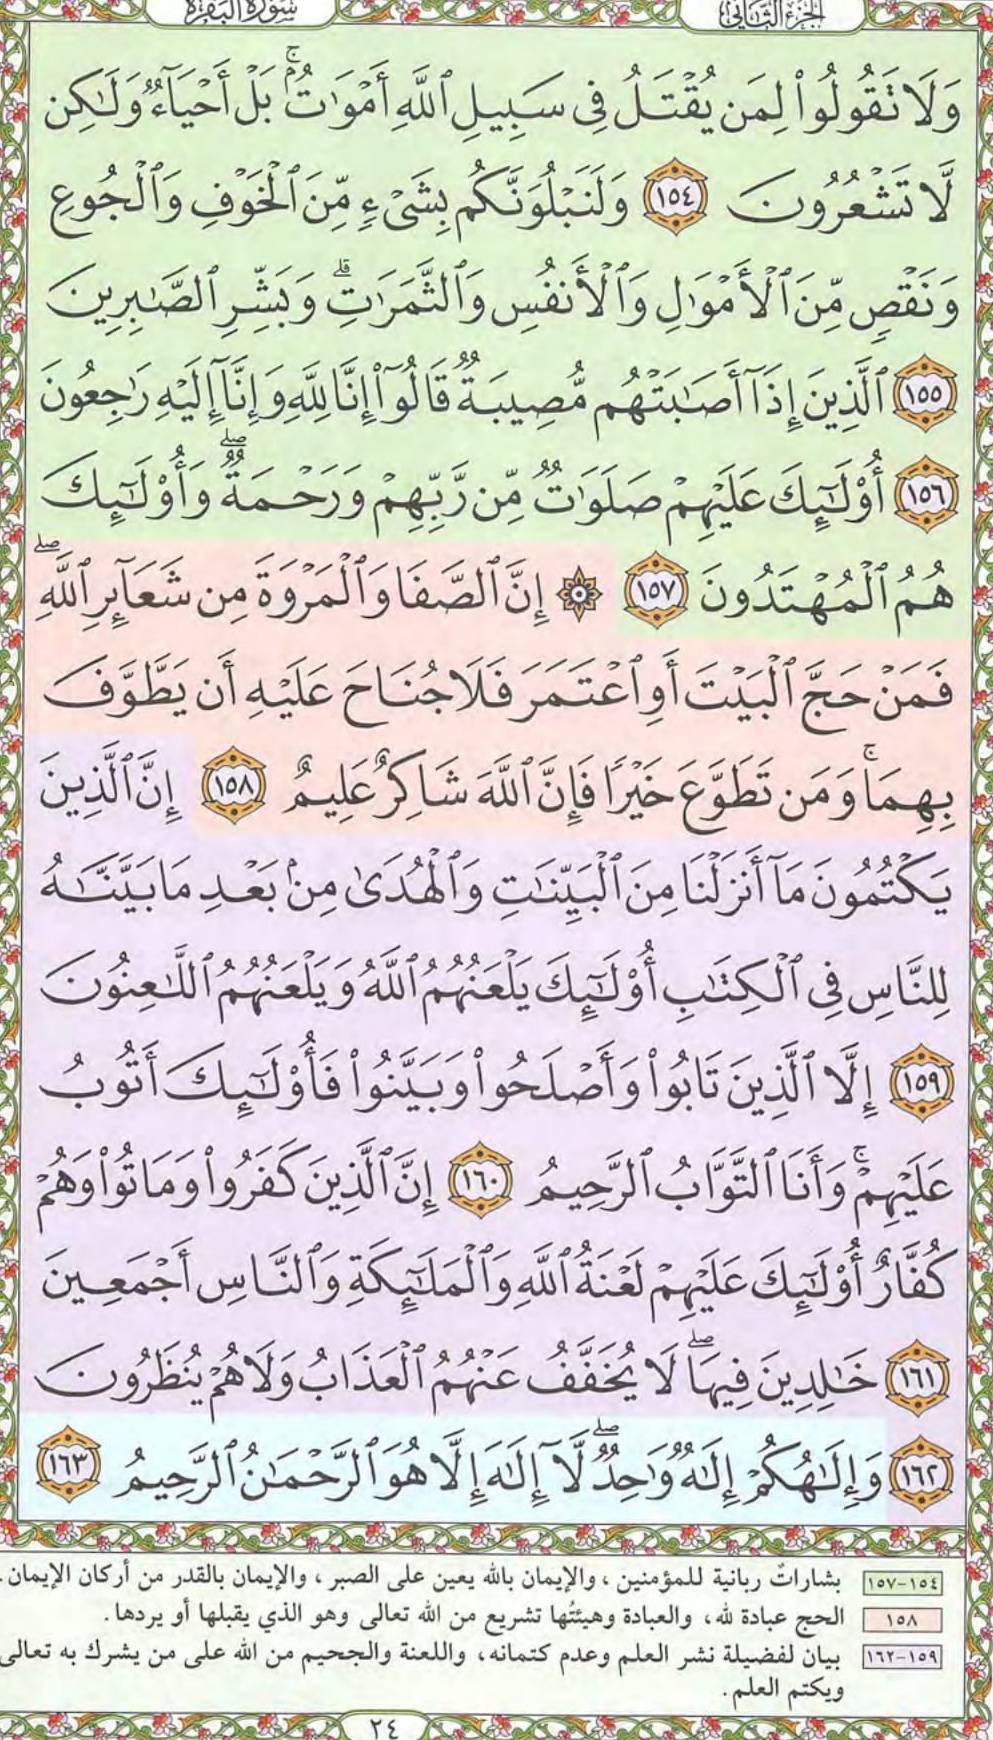 الجزء الثاني سورة البقرة
وَلَا تَقُولُوا۟ لِمَن يُقْتَلُ فِى سَبِيلِ ٱللَّهِ أَمْوَٰتٌۢ ۚ بَلْ أَحْيَآءٌ وَلَـٰكِن
لَّا تَشْعُرُونَ ١٥٤ وَلَنَبْلُوَنَّكُم بِشَىْءٍ مِّنَ ٱلْخَوْفِ وَٱلْجُوعِ
وَنَقْصٍ مِّنَ ٱلْأَمْوَٰلِ وَٱلْأَنفُسِ وَٱلثَّمَرَٰتِ ۗ وَبَشِّرِ ٱلصَّـٰبِرِينَ
١٥٥ ٱلَّذِينَ إِذَآ أَصَـٰبَتْهُم مُّصِيبَةٌ قَالُوٓا۟ إِنَّا لِلَّهِ وَإِنَّآ إِلَيْهِ رَٰجِعُونَ
١٥٦ أُو۟لَـٰٓئِكَ عَلَيْهِمْ صَلَوَٰتٌ مِّن رَّبِّهِمْ وَرَحْمَةٌ ۖ وَأُو۟لَـٰٓئِكَ
هُمُ ٱلْمُهْتَدُونَ ١٥٧ ۞ إِنَّ ٱلصَّفَا وَٱلْمَرْوَةَ مِن شَعَآئِرِ ٱللَّهِ ۖ
فَمَنْ حَجَّ ٱلْبَيْتَ أَوِ ٱعْتَمَرَ فَلَا جُنَاحَ عَلَيْهِ أَن يَطَّوَّفَ
بِهِمَا ۚ وَمَن تَطَوَّعَ خَيْرًا فَإِنَّ ٱللَّهَ شَاكِرٌ عَلِيمٌ ١٥٨ إِنَّ ٱلَّذِينَ
يَكْتُمُونَ مَآ أَنزَلْنَا مِنَ ٱلْبَيِّنَـٰتِ وَٱلْهُدَىٰ مِنۢ بَعْدِ مَا بَيَّنَّـٰهُ
لِلنَّاسِ فِى ٱلْكِتَـٰبِ أُو۟لَـٰٓئِكَ يَلْعَنُهُمُ ٱللَّهُ وَيَلْعَنُهُمُ ٱللَّـٰعِنُونَ
١٥٩ إِلَّا ٱلَّذِينَ تَابُوا۟ وَأَصْلَحُوا۟ وَبَيَّنُوا۟ فَأُو۟لَـٰٓئِكَ أَتُوبُ
عَلَيْهِمْ ۚ وَأَنَا ٱلتَّوَّابُ ٱلرَّحِيمُ ١٦٠ إِنَّ ٱلَّذِينَ كَفَرُوا۟ وَمَاتُوا۟ وَهُمْ
كُفَّارٌ أُو۟لَـٰٓئِكَ عَلَيْهِمْ لَعْنَةُ ٱللَّهِ وَٱلْمَلَـٰٓئِكَةِ وَٱلنَّاسِ أَجْمَعِينَ
١٦١ خَـٰلِدِينَ فِيهَا ۖ لَا يُخَفَّفُ عَنْهُمُ ٱلْعَذَابُ وَلَا هُمْ يُنظَرُونَ
١٦٢ وَإِلَـٰهُكُمْ إِلَـٰهٌ وَٰحِدٌ ۖ لَّآ إِلَـٰهَ إِلَّا هُوَ ٱلرَّحْمَـٰنُ ٱلرَّحِيمُ ١٦٣
١٥٤-١٥٧ بشاراتٌ ربانية للمؤمنين ، والإيمان بالله يعين على الصبر ، والإيمان بالقدر من أركان الإيمان .
١٥٨ الحج عبادة لله، والعبادة وهيئتُها تشريع من الله تعالى وهو الذي يقبلها أو يردها .
١٥٩-١٦٢ بيان لفضيلة نشر العلم وعدم كتمانه، واللعنة والجحيم من الله على من يشرك به تعالى
ويكتم العلم .
٢٤